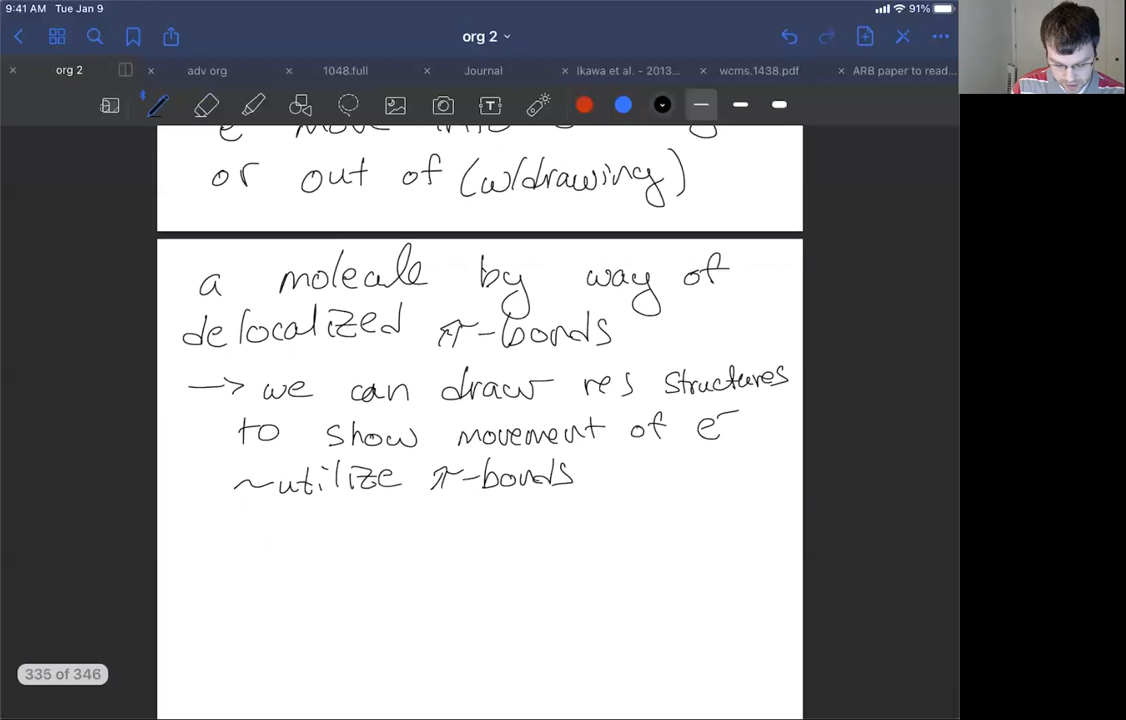 9:41 AM Tue Jan 9
91%
org 2
org 2
adv org
1048.full
Journal
Ikawa et al. - 2013...
wcms.1438.pdf
ARB paper to read...
e move into
or out of (w/drawing)
a molecule by way of
delocalized π-bonds
→ we can draw res structures
to show movement of e⁻
~utilize π-bonds
335 of 346